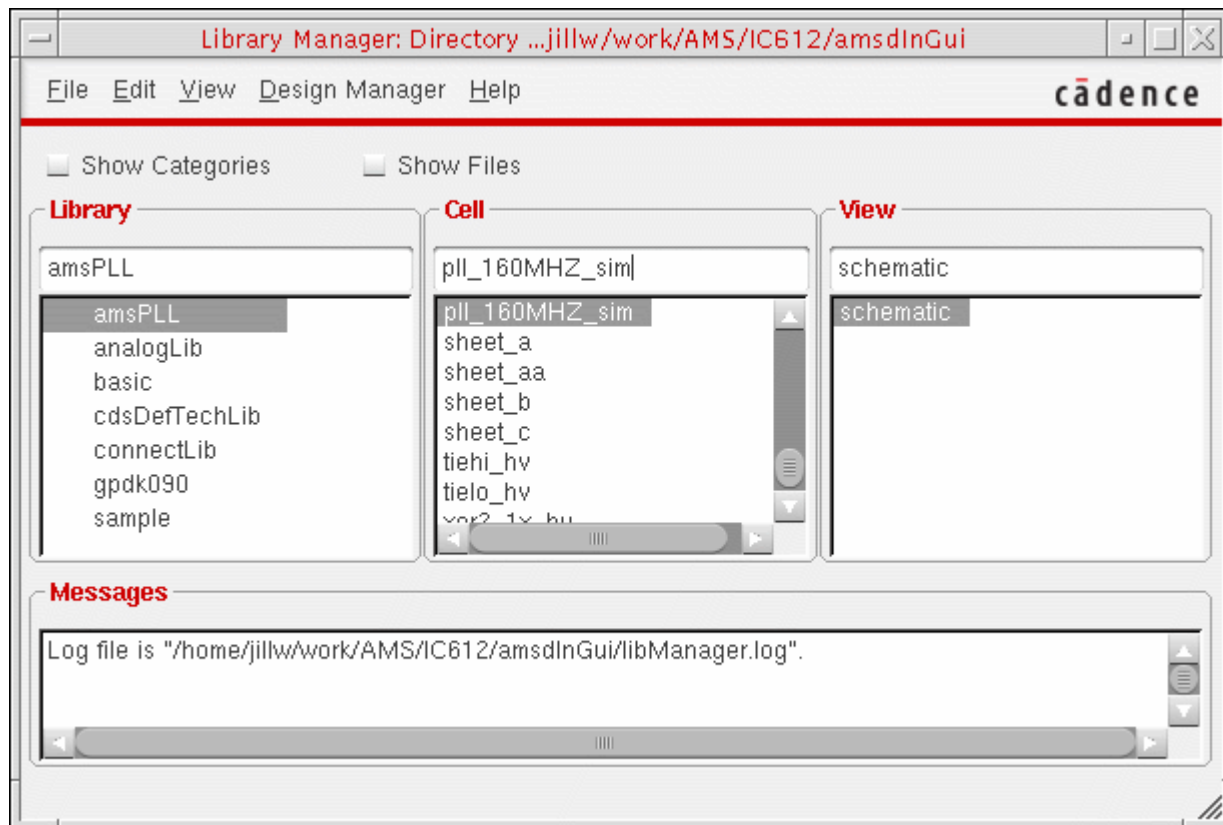 Library Manager: Directory ...jillw/work/AMS/IC612/amsdInGui
File Edit View Design Manager Help
cādence
Show Categories Show Files
Library Cell View
amsPLL pll_160MHZ_sim schematic
amsPLL
analogLib
basic
cdsDefTechLib
connectLib
gpdk090
sample
pll_160MHZ_sim
sheet_a
sheet_aa
sheet_b
sheet_c
tiehi_hv
tielo_hv
schematic
Messages
Log file is "/home/jillw/work/AMS/IC612/amsdInGui/libManager.log".